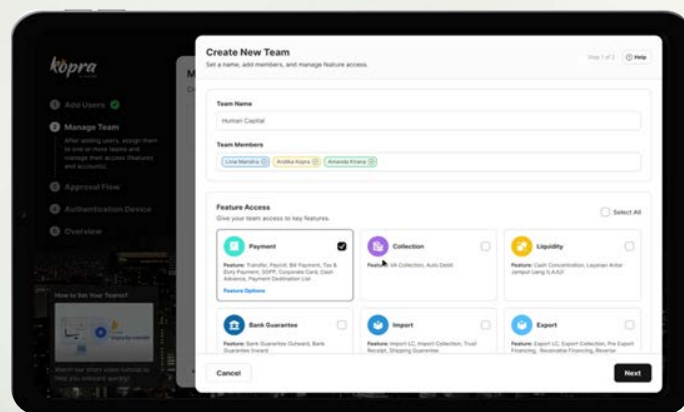 kopra
Add Users
2 Manage Team
After adding users, assign them
to one or more teams and
manage their access (features
and accounts).
Approval Flow
Authentication Device
Overview
How to Set Your Teams?
Watch our short video tutorial to
help you onboard quickly!
Create New Team
Set a name, add members, and manage feature access.
Step 1 of 2
Help
Team Name
Human Capital
Team Members
Livia Mandira
Andika Kopra
Amanda Kirana
Feature Access
Give your team access to key features.
Select All
Payment
Feature: Transfer, Payroll, Bill Payment, Tax &
Duty Payment, SDPP, Corporate Card, Cash
Advance, Payment Destination List
Feature Options
Collection
Feature: VA Collection, Auto Debit
Liquidity
Feature: Cash Concentration, Layanan Antar
Jemput Uang (LAJU)
Bank Guarantee
Feature: Bank Guarantee Outward, Bank
Guarantee Inward
Import
Feature: Import LC, Import Collection, Trust
Receipt, Shipping Guarantee
Export
Feature: Export LC, Export Collection, Pre Export
Financing, Receivable Financing, Reverse
Cancel
Next